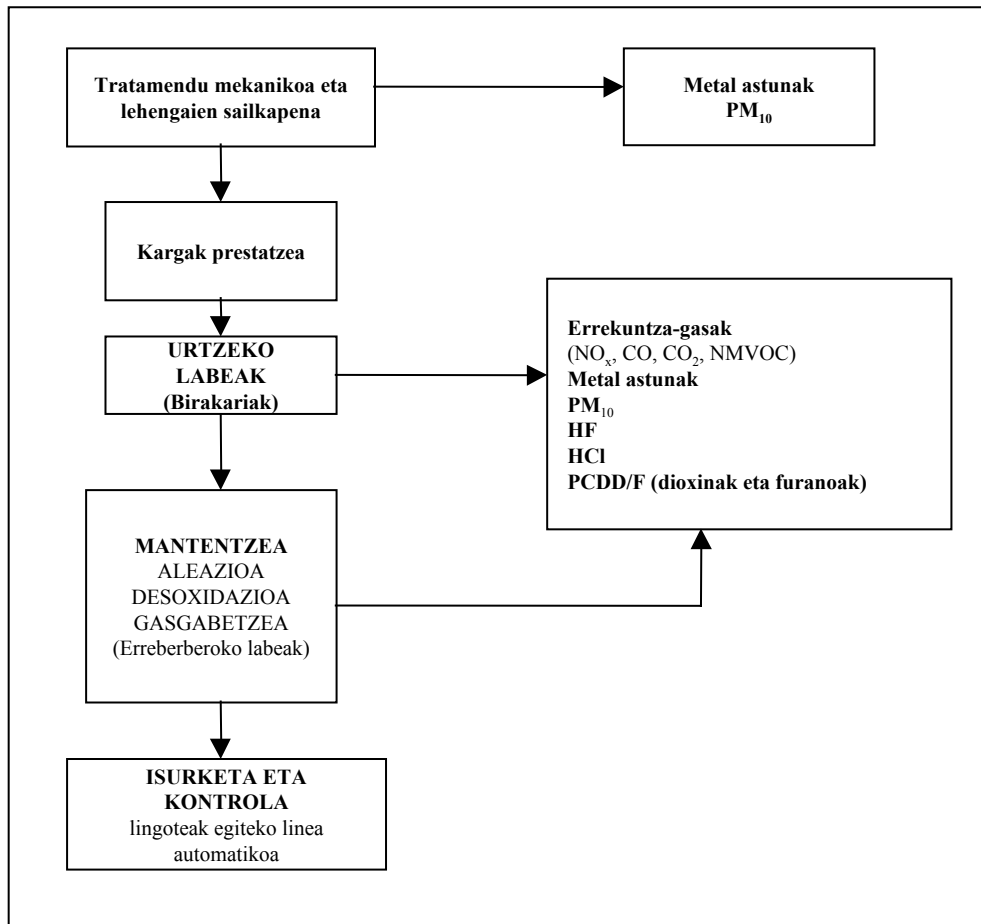 Tratamendu mekanikoa eta
lehengaien sailkapena
Metal astunak
PM₁₀
Kargak prestatzea
URTZEKO
LABEAK
(Birakariak)
Errekuntza-gasak
(NOₓ, CO, CO₂, NMVOC)
Metal astunak
PM₁₀
HF
HCl
PCDD/F (dioxinak eta furanoak)
MANTENTZEA
ALEAZIOA
DESOXIDAZIOA
GASGABETZEA
(Erreberberoko labeak)
ISURKETA ETA
KONTROLA
lingoteak egiteko linea
automatikoa